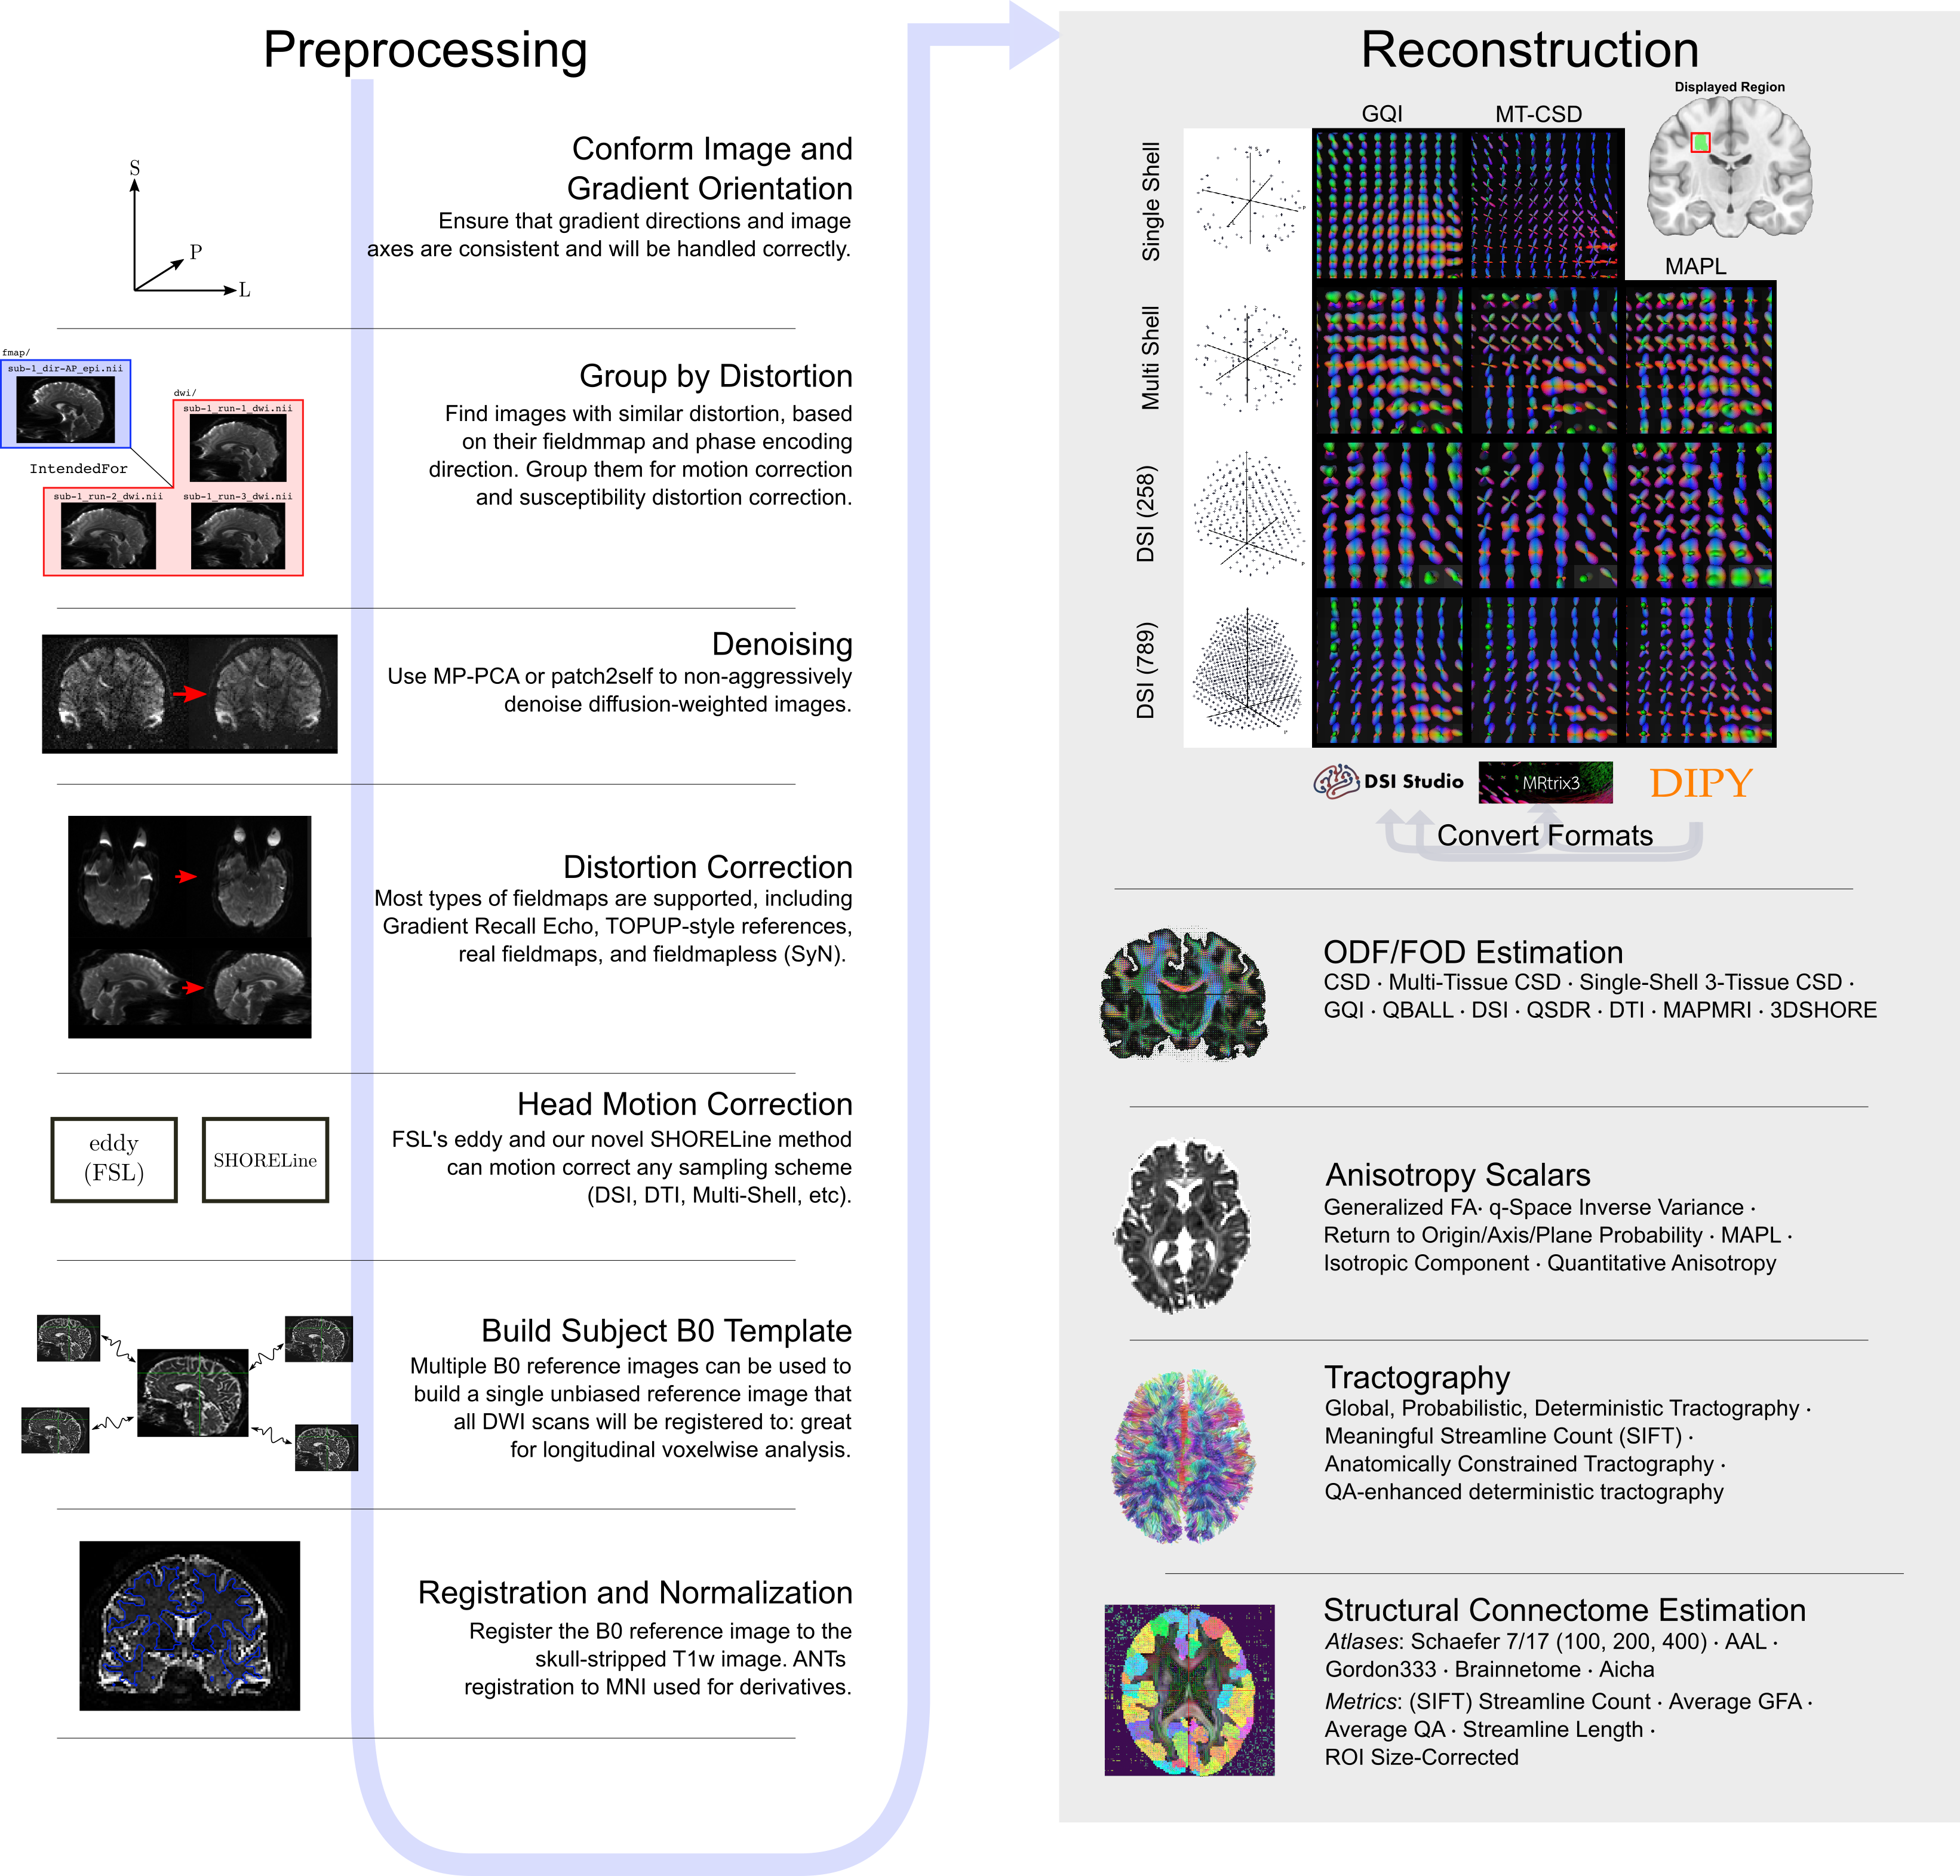 Preprocessing
S
P
L
Conform Image and
Gradient Orientation
Ensure that gradient directions and image
axes are consistent and will be handled correctly.
fmap/
sub-1_dir-AP_epi.nii
dwi/
sub-1_run-1_dwi.nii
IntendedFor
sub-1_run-2_dwi.nii
sub-1_run-3_dwi.nii
Group by Distortion
Find images with similar distortion, based
on their fieldmmap and phase encoding
direction. Group them for motion correction
and susceptibility distortion correction.
Denoising
Use MP-PCA or patch2self to non-aggressively
denoise diffusion-weighted images.
Distortion Correction
Most types of fieldmaps are supported, including
Gradient Recall Echo, TOPUP-style references,
real fieldmaps, and fieldmapless (SyN).
eddy
(FSL)
SHORELine
Head Motion Correction
FSL's eddy and our novel SHORELine method
can motion correct any sampling scheme
(DSI, DTI, Multi-Shell, etc).
Build Subject B0 Template
Multiple B0 reference images can be used to
build a single unbiased reference image that
all DWI scans will be registered to: great
for longitudinal voxelwise analysis.
Registration and Normalization
Register the B0 reference image to the
skull-stripped T1w image. ANTs
registration to MNI used for derivatives.
Reconstruction
Displayed Region
GQI
MT-CSD
MAPL
Single Shell
Multi Shell
DSI (258)
DSI (789)
DSI Studio
MRtrix3
DIPY
Convert Formats
ODF/FOD Estimation
CSD · Multi-Tissue CSD · Single-Shell 3-Tissue CSD ·
GQI · QBALL · DSI · QSDR · DTI · MAPMRI · 3DSHORE
Anisotropy Scalars
Generalized FA· q-Space Inverse Variance ·
Return to Origin/Axis/Plane Probability · MAPL ·
Isotropic Component · Quantitative Anisotropy
Tractography
Global, Probabilistic, Deterministic Tractography ·
Meaningful Streamline Count (SIFT) ·
Anatomically Constrained Tractography ·
QA-enhanced deterministic tractography
Structural Connectome Estimation
Atlases: Schaefer 7/17 (100, 200, 400) · AAL ·
Gordon333 · Brainnetome · Aicha
Metrics: (SIFT) Streamline Count · Average GFA ·
Average QA · Streamline Length ·
ROI Size-Corrected